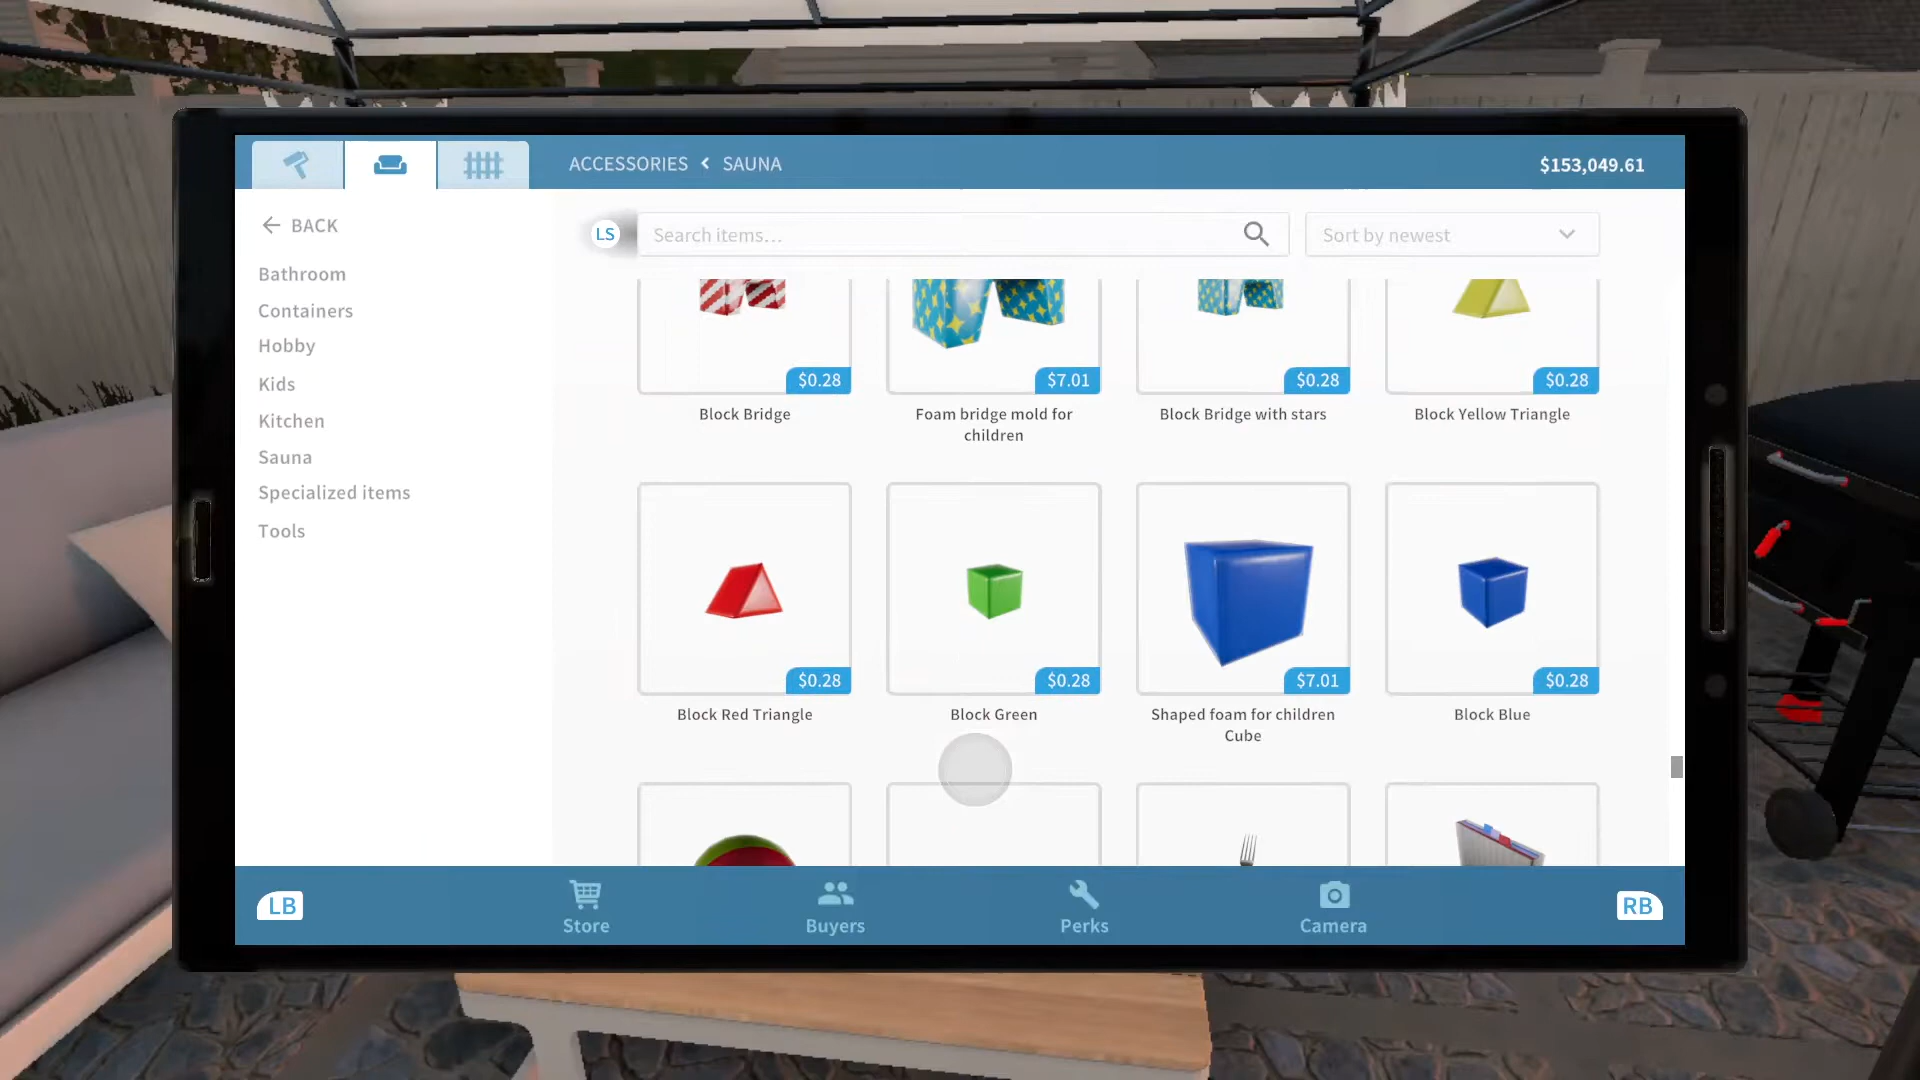 ACCESSORIES < SAUNA
$153,049.61
BACK
LS
Search items...
Sort by newest
Bathroom
Containers
Hobby
Kids
Kitchen
Sauna
Specialized items
Tools
$0.28
$7.01
$0.28
$0.28
Block Bridge
Foam bridge mold for
children
Block Bridge with stars
Block Yellow Triangle
$0.28
$0.28
$7.01
$0.28
Block Red Triangle
Block Green
Shaped foam for children
Cube
Block Blue
LB
Store
Buyers
Perks
Camera
RB